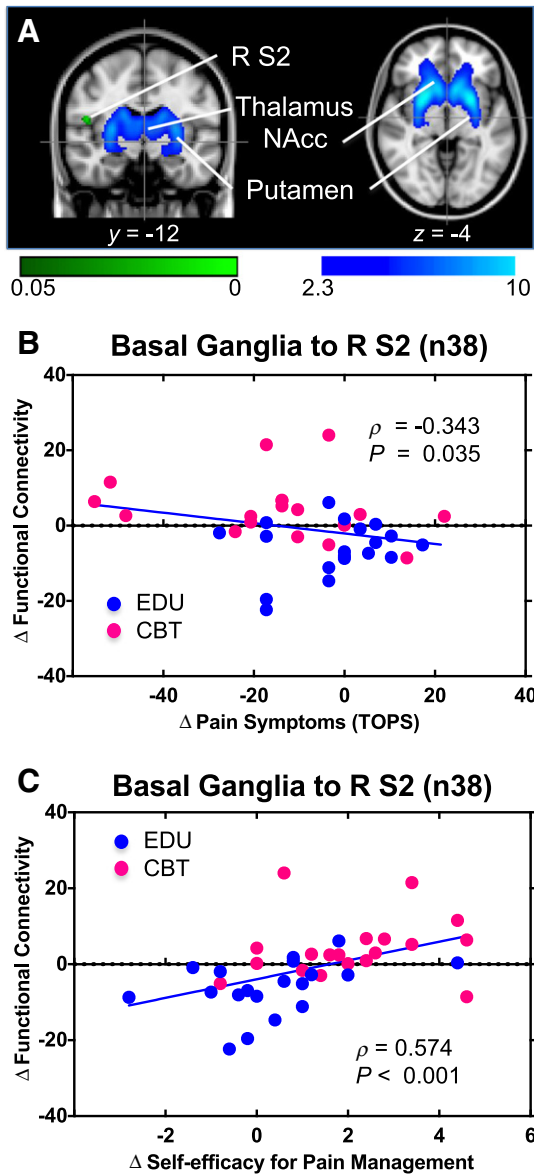 A
R S2
Thalamus
NAcc
Putamen
y = -12
z = -4
0.05 0
2.3 10
B
Basal Ganglia to R S2 (n38)
Δ Functional Connectivity
40
20
0
-20
-40
ρ = -0.343
P = 0.035
EDU
CBT
-40 -20 0 20 40
Δ Pain Symptoms (TOPS)
C
Basal Ganglia to R S2 (n38)
Δ Functional Connectivity
40
20
0
-20
-40
EDU
CBT
ρ = 0.574
P < 0.001
-2 0 2 4 6
Δ Self-efficacy for Pain Management